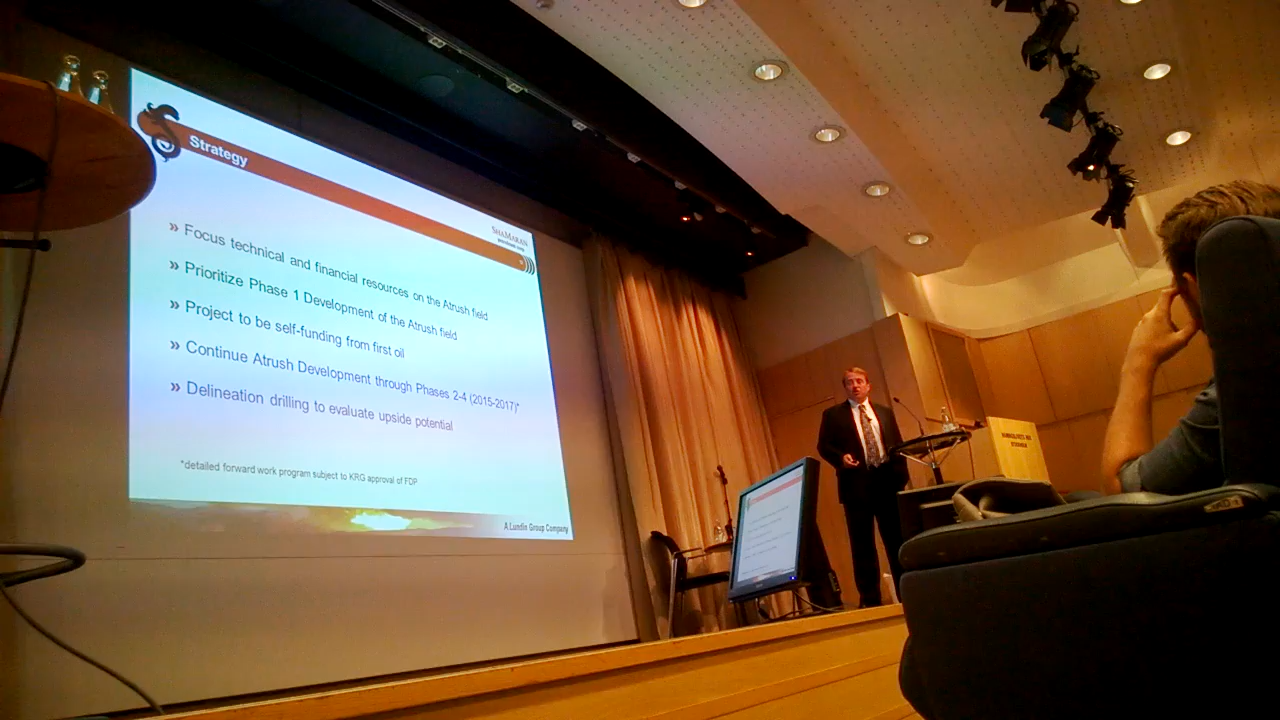 Strategy
SHAMARAN
petroleum corp
» Focus technical and financial resources on the Atrush field
» Prioritize Phase 1 Development of the Atrush field
» Project to be self-funding from first oil
» Continue Atrush Development through Phases 2-4 (2015-2017)*
» Delineation drilling to evaluate upside potential
*detailed forward work program subject to KRG approval of FDP
A Lundin Group Company